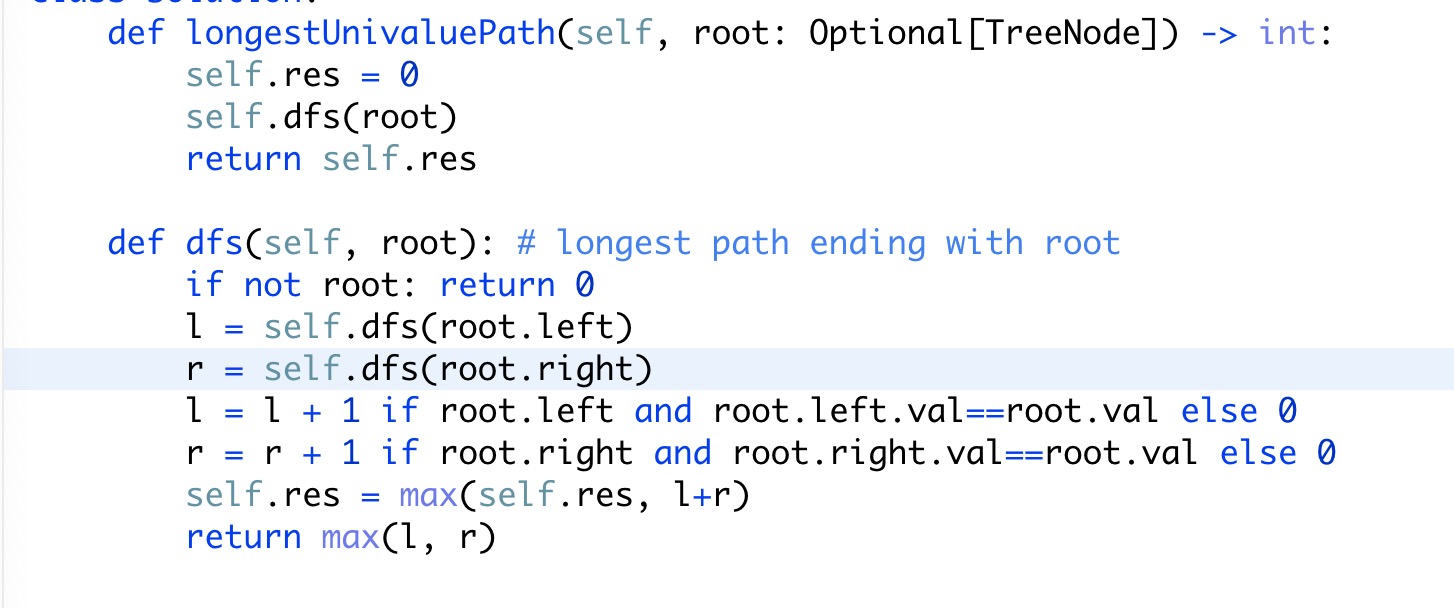 class Solution:
    def longestUnivaluePath(self, root: Optional[TreeNode]) -> int:
        self.res = 0
        self.dfs(root)
        return self.res

    def dfs(self, root): # longest path ending with root
        if not root: return 0
        l = self.dfs(root.left)
        r = self.dfs(root.right)
        l = l + 1 if root.left and root.left.val==root.val else 0
        r = r + 1 if root.right and root.right.val==root.val else 0
        self.res = max(self.res, l+r)
        return max(l, r)